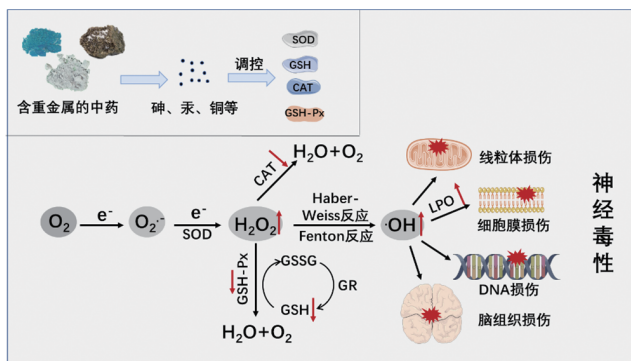 SOD
GSH
CAT
GSH-Px
调控
含重金属的中药
砷、汞、铜等
CAT
H₂O+O₂
O₂
e⁻
O₂·⁻
e⁻
SOD
H₂O₂
Haber-
Weiss反应
Fenton反应
·OH
LPO
GSH-Px
GSSG
GR
GSH
H₂O+O₂
线粒体损伤
细胞膜损伤
DNA损伤
脑组织损伤
神经毒性